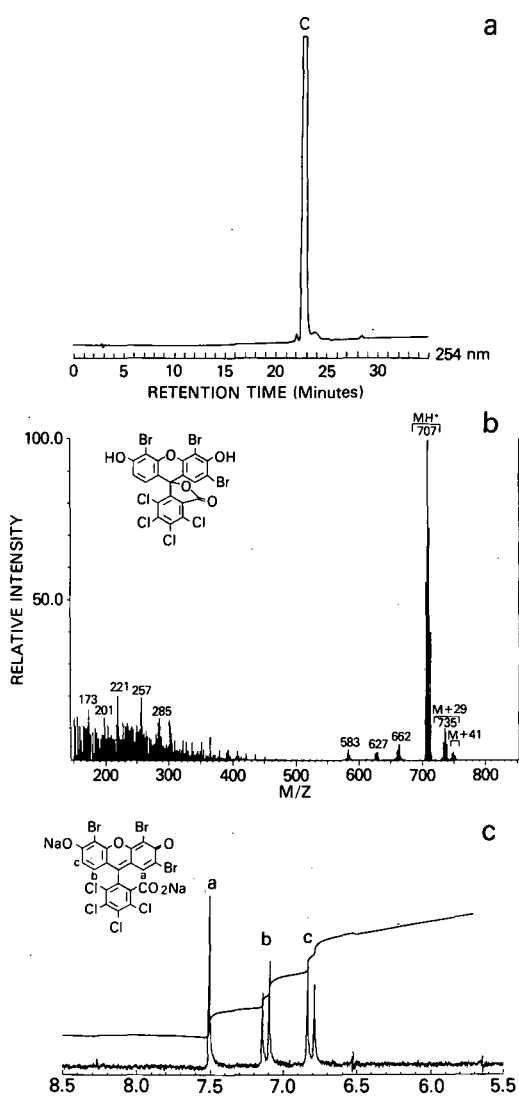 C
a
254 nm
0 5 10 15 20 25 30
RETENTION TIME (Minutes)
b
MH+
707
100.0
50.0
RELATIVE INTENSITY
Br Br
HO O OH
Br
O
Cl O
Cl Cl
Cl
173 201 221 257 285 583 627 662
M+29
735
M+41
200 300 400 500 600 700 800
M/Z
c
Br Br
NaO O O
c Br
b a
Cl CO2Na
Cl Cl
Cl
a
b
c
8.5 8.0 7.5 7.0 6.5 6.0 5.5